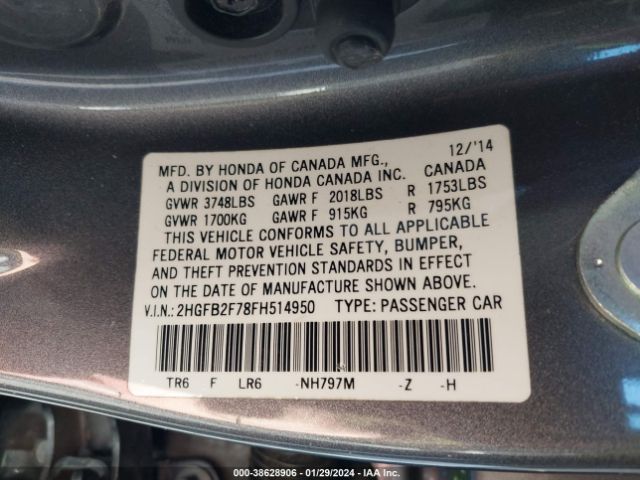 12/'14
MFD. BY HONDA OF CANADA MFG., CANADA
A DIVISION OF HONDA CANADA INC.
GVWR 3748LBS GAWR F 2018LBS R 1753LBS
GVWR 1700KG GAWR F 915KG R 795KG
THIS VEHICLE CONFORMS TO ALL APPLICABLE
FEDERAL MOTOR VEHICLE SAFETY, BUMPER,
AND THEFT PREVENTION STANDARDS IN EFFECT
ON THE DATE OF MANUFACTURE SHOWN ABOVE.
V.I.N.: 2HGFB2F78FH514950 TYPE: PASSENGER CAR
TR6 F LR6 -NH797M -Z -H
000-38628906 - 01/29/2024 - IAAI.COM